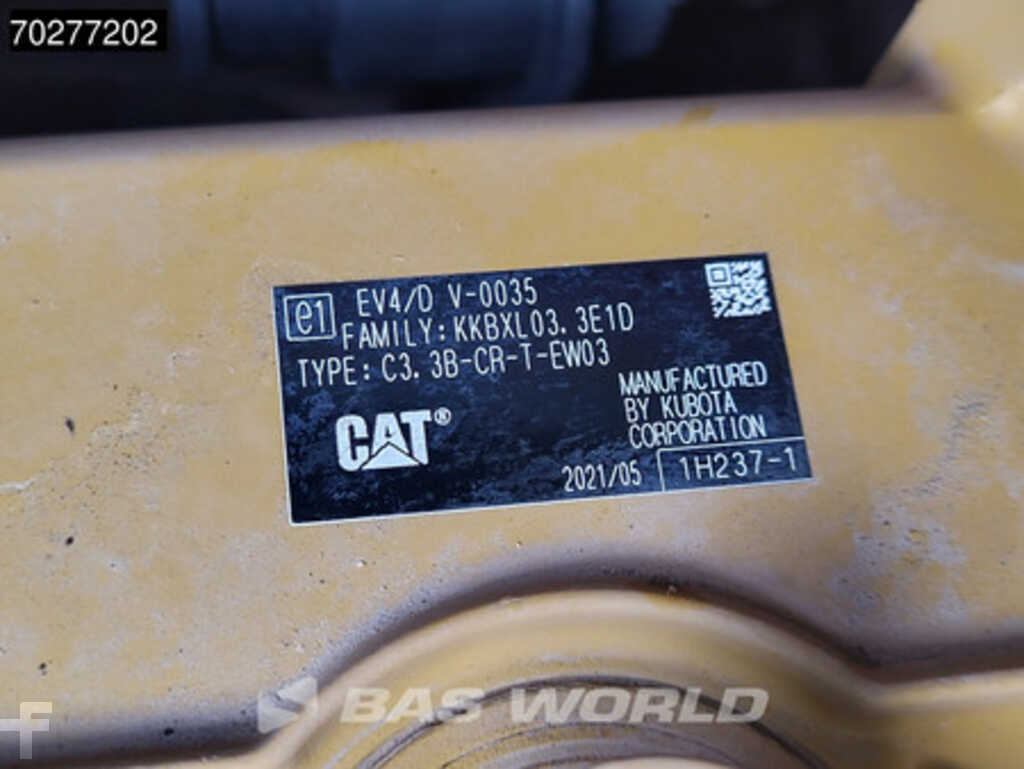 70277202
e1 EV4/D V-0035
FAMILY:KKBXL03.3E1D
TYPE:C3.3B-CR-T-EW03
CAT®
MANUFACTURED
BY KUBOTA
CORPORATION
2021/05 1H237-1
BAS WORLD
F